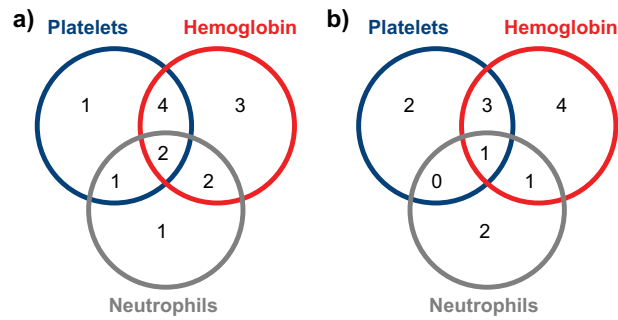 a)
Platelets
Hemoglobin
1
4
3
2
1
2
1
Neutrophils
b)
Platelets
Hemoglobin
2
3
4
1
0
1
2
Neutrophils